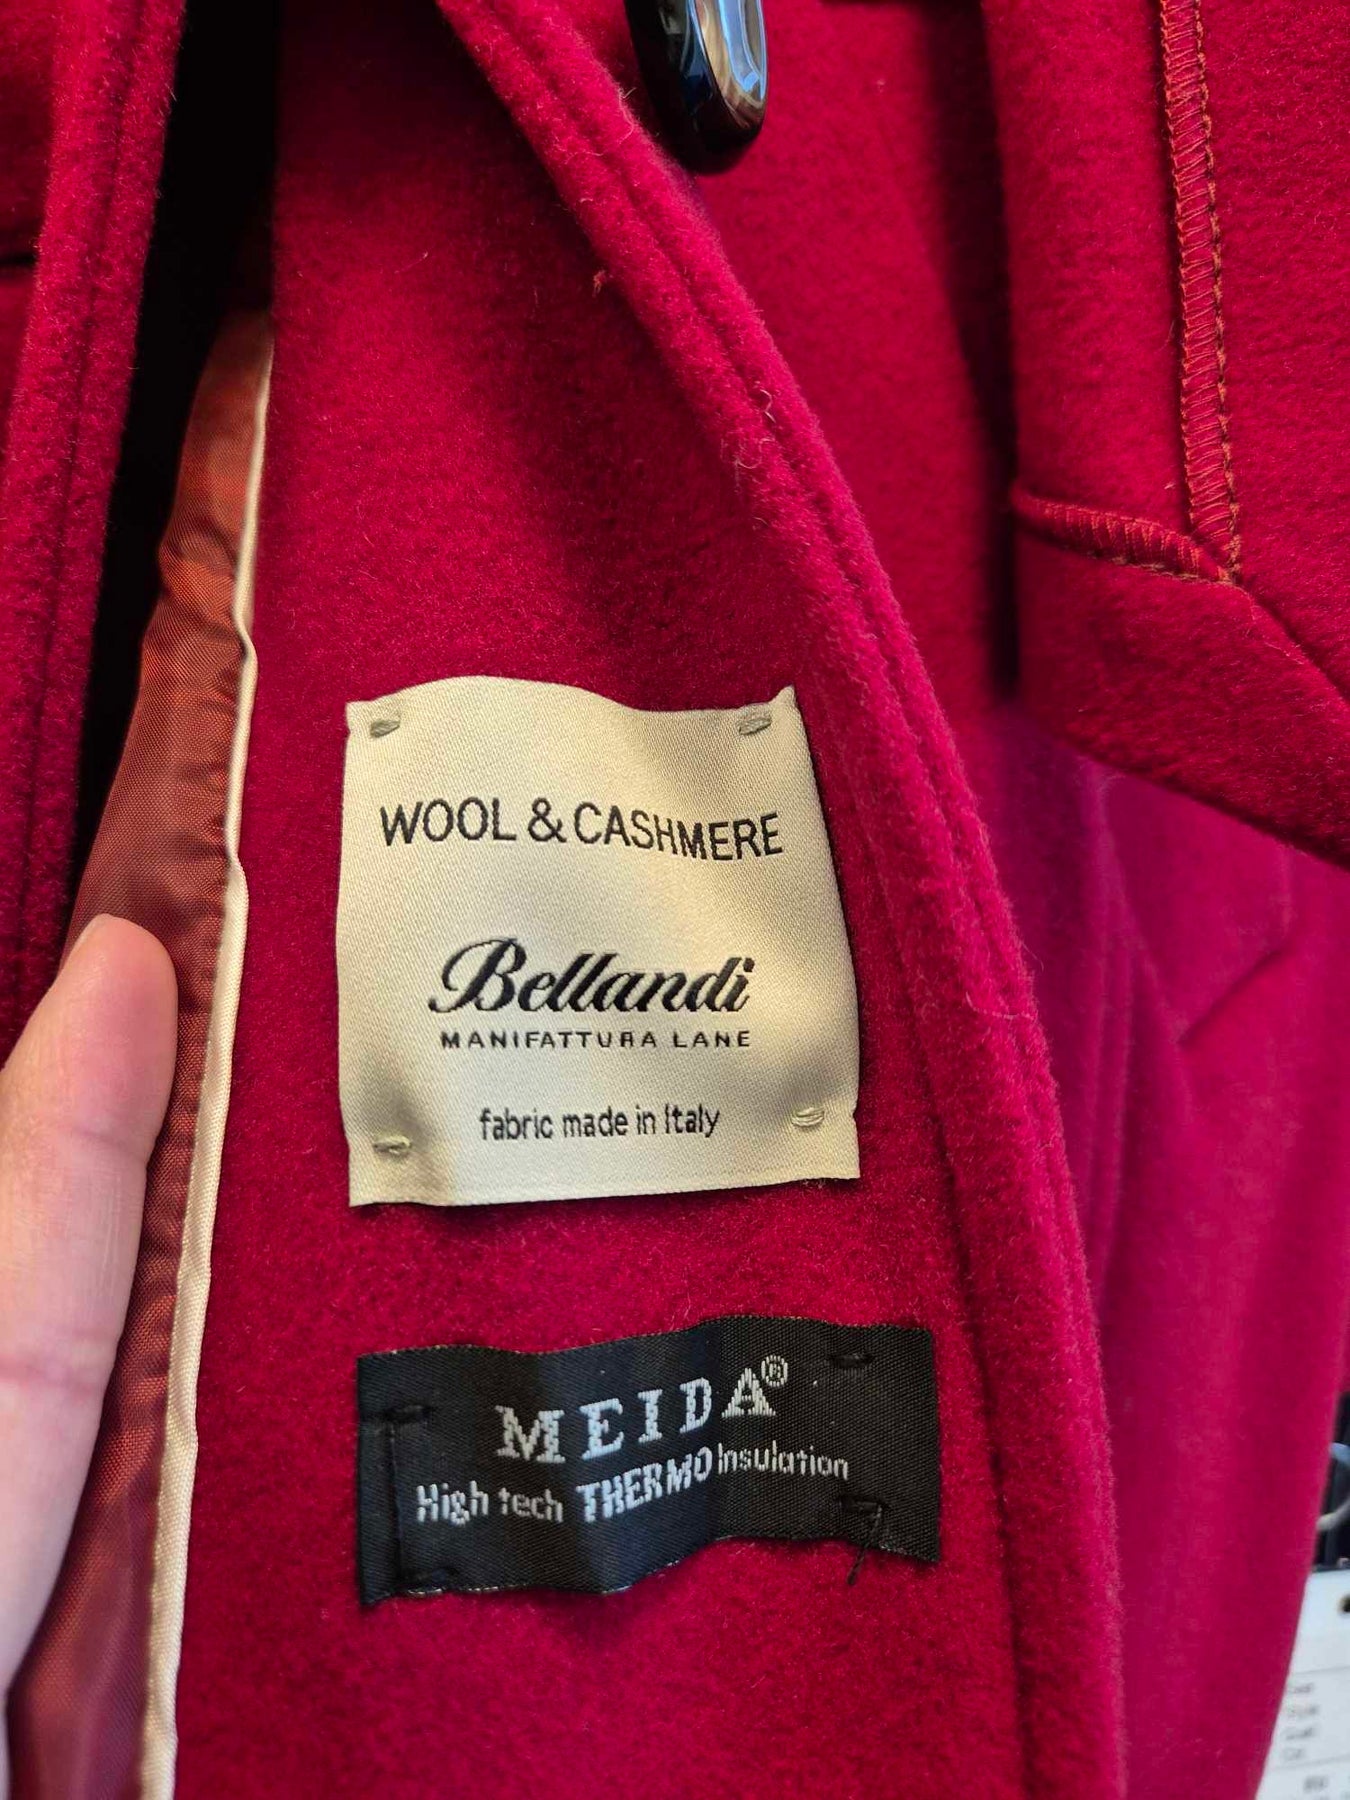 WOOL & CASHMERE
Bellandi
MANIFATTURA LANE
fabric made in Italy
MEIDA®
High tech THERMO Insulation